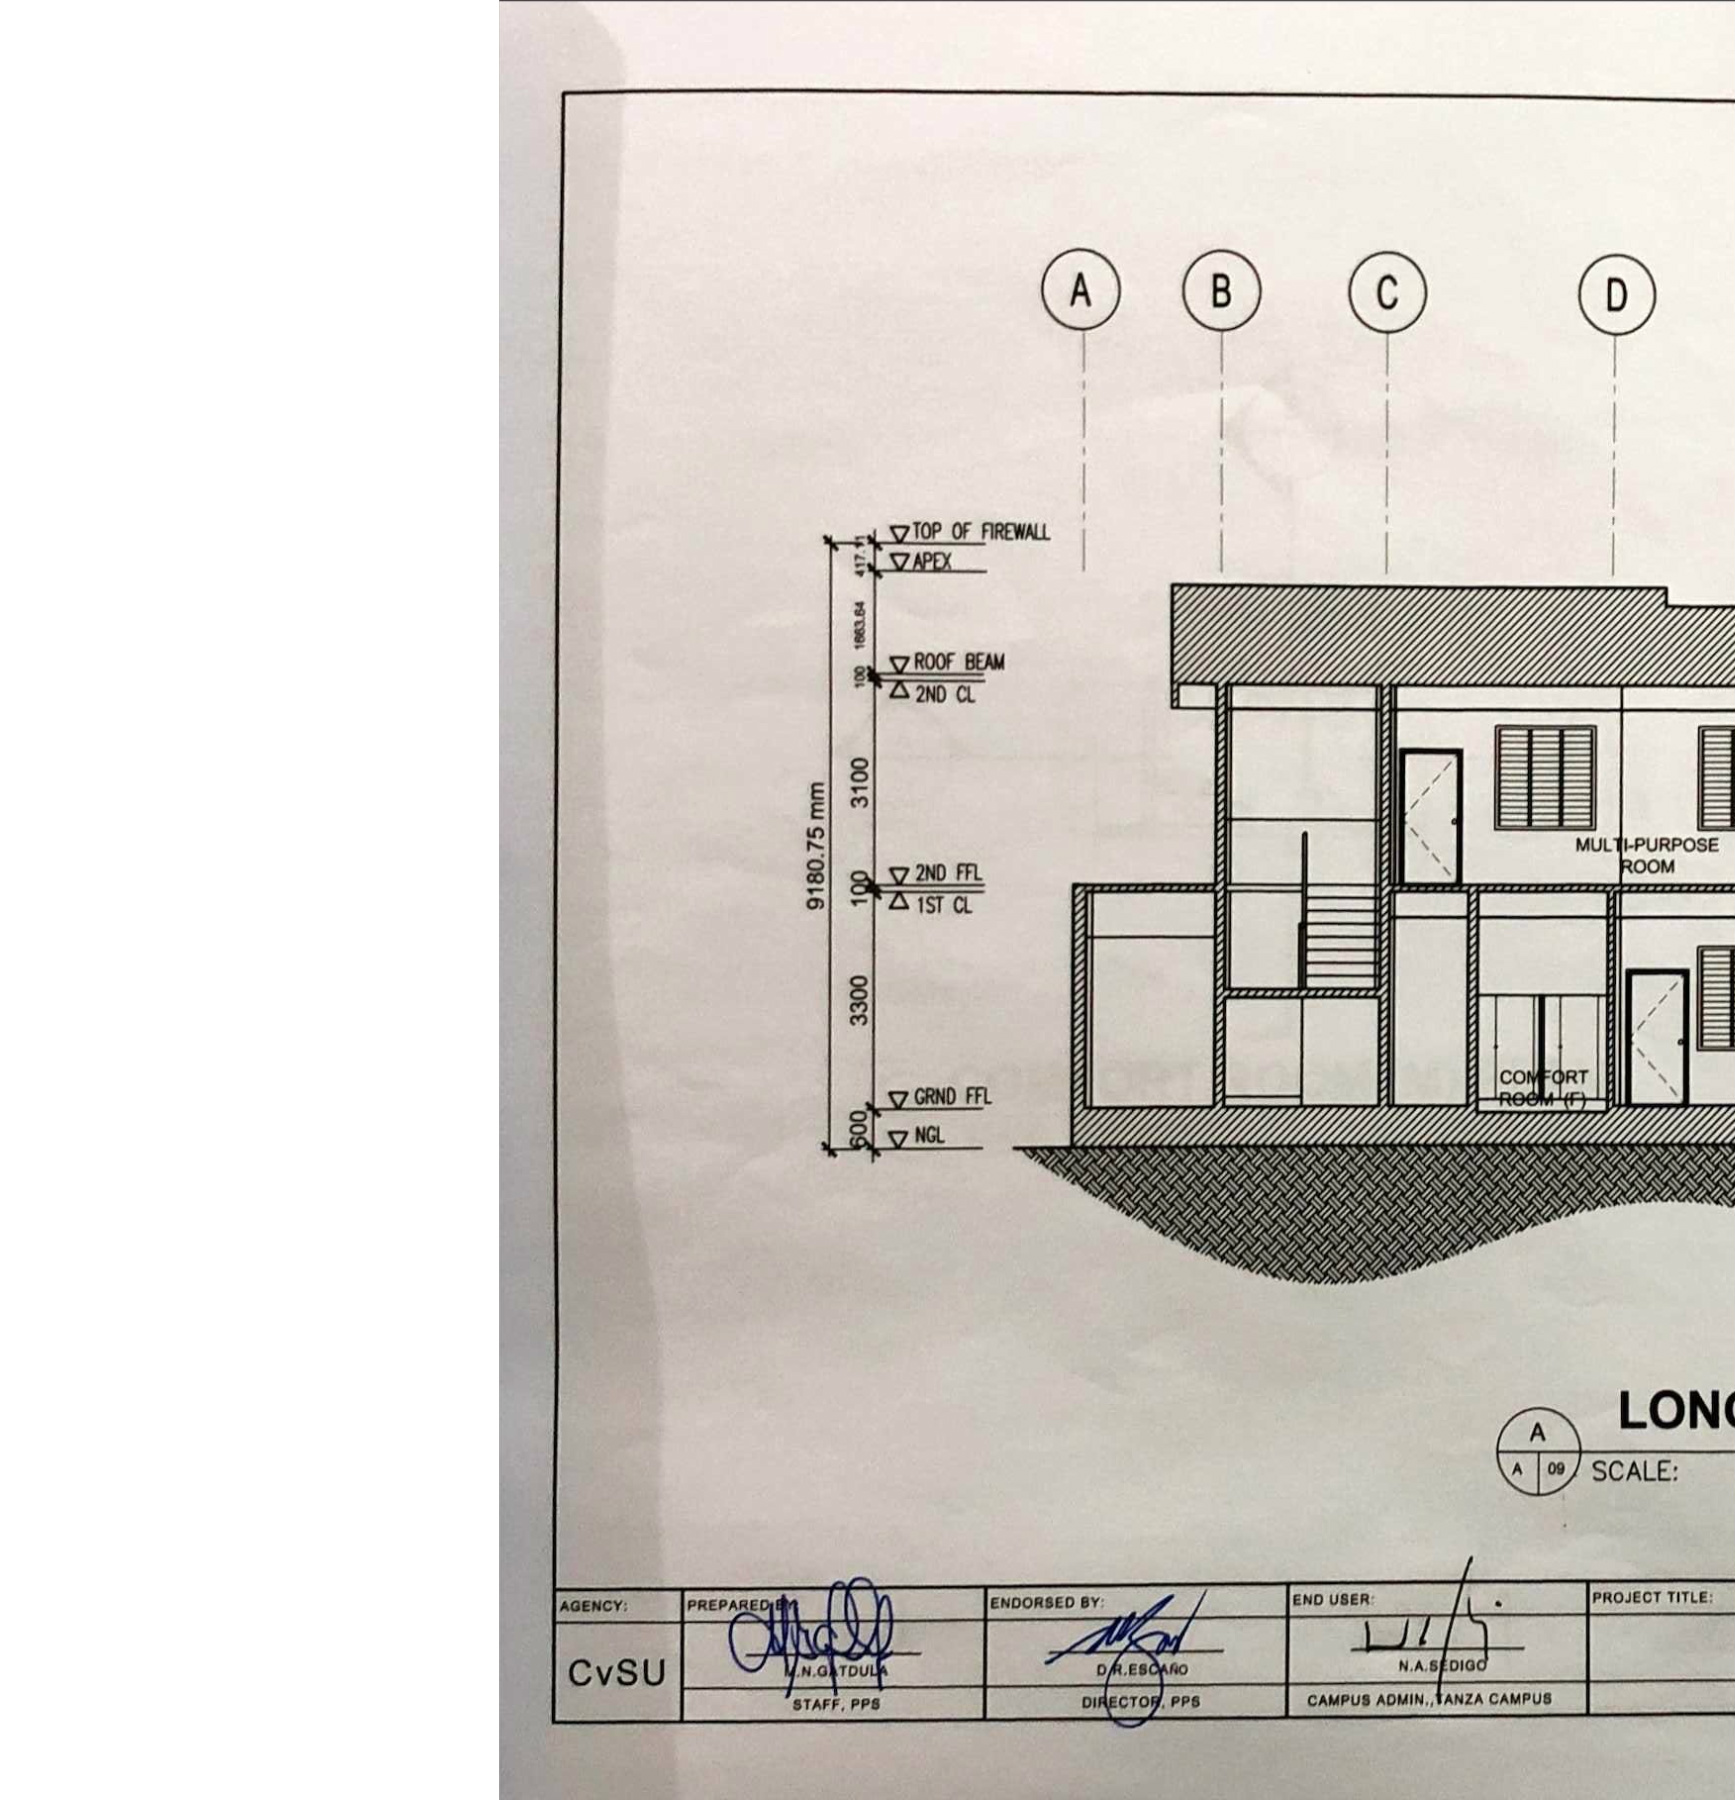 A B C D
TOP OF FIREWALL
417.11
APEX
1663.64
ROOF BEAM
100
2ND CL
3100
9180.75 mm
MULTI-PURPOSE
ROOM
2ND FFL
100
1ST CL
3300
COMFORT
ROOM (F)
GRND FFL
600
NGL
LONG
A
A 09
SCALE:
AGENCY: PREPARED BY: ENDORSED BY: END USER: PROJECT TITLE:
CvSU
M.N.GATDULA D.R.ESCAÑO N.A.SEDIGO
STAFF, PPS DIRECTOR, PPS CAMPUS ADMIN.,TANZA CAMPUS